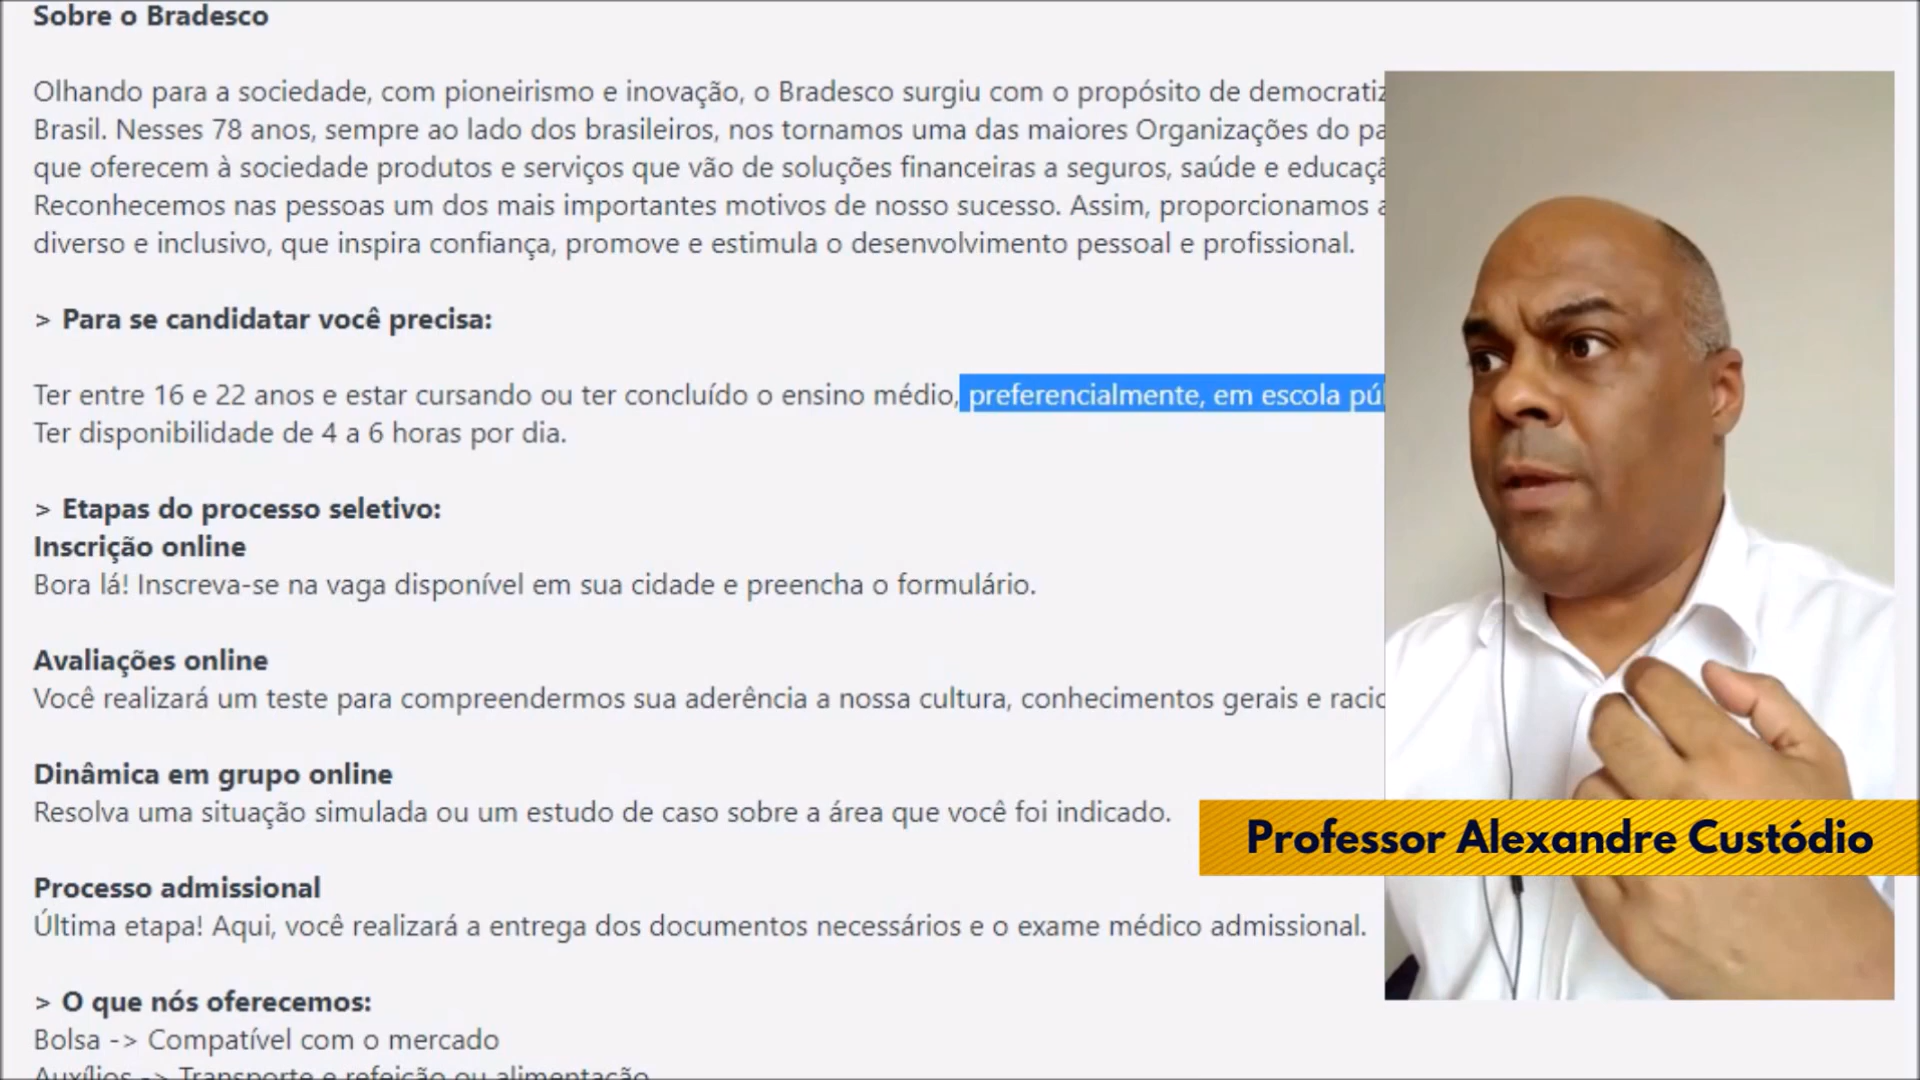 Sobre o Bradesco
Olhando para a sociedade, com pioneirismo e inovação, o Bradesco surgiu com o propósito de
Brasil. Nesses 78 anos, sempre ao lado dos brasileiros, nos tornamos uma das maiores Organizações do
que oferecem à sociedade produtos e serviços que vão de soluções financeiras a seguros, saúde e
Reconhecemos nas pessoas um dos mais importantes motivos de nosso sucesso. Assim, proporcionamos
diverso e inclusivo, que inspira confiança, promove e estimula o desenvolvimento pessoal e profissional.
> Para se candidatar você precisa:
Ter entre 16 e 22 anos e estar cursando ou ter concluído o ensino médio, preferencialmente, em escola
Ter disponibilidade de 4 a 6 horas por dia.
> Etapas do processo seletivo:
Inscrição online
Bora lá! Inscreva-se na vaga disponível em sua cidade e preencha o formulário.
Avaliações online
Você realizará um teste para compreendermos sua aderência a nossa cultura, conhecimentos gerais e
Dinâmica em grupo online
Resolva uma situação simulada ou um estudo de caso sobre a área que você foi indicado.
Professor Alexandre Custódio
Processo admissional
Última etapa! Aqui, você realizará a entrega dos documentos necessários e o exame médico admissional.
> O que nós oferecemos:
Bolsa -> Compatível com o mercado
Auxílios -> Transporte e refeição ou alimentação